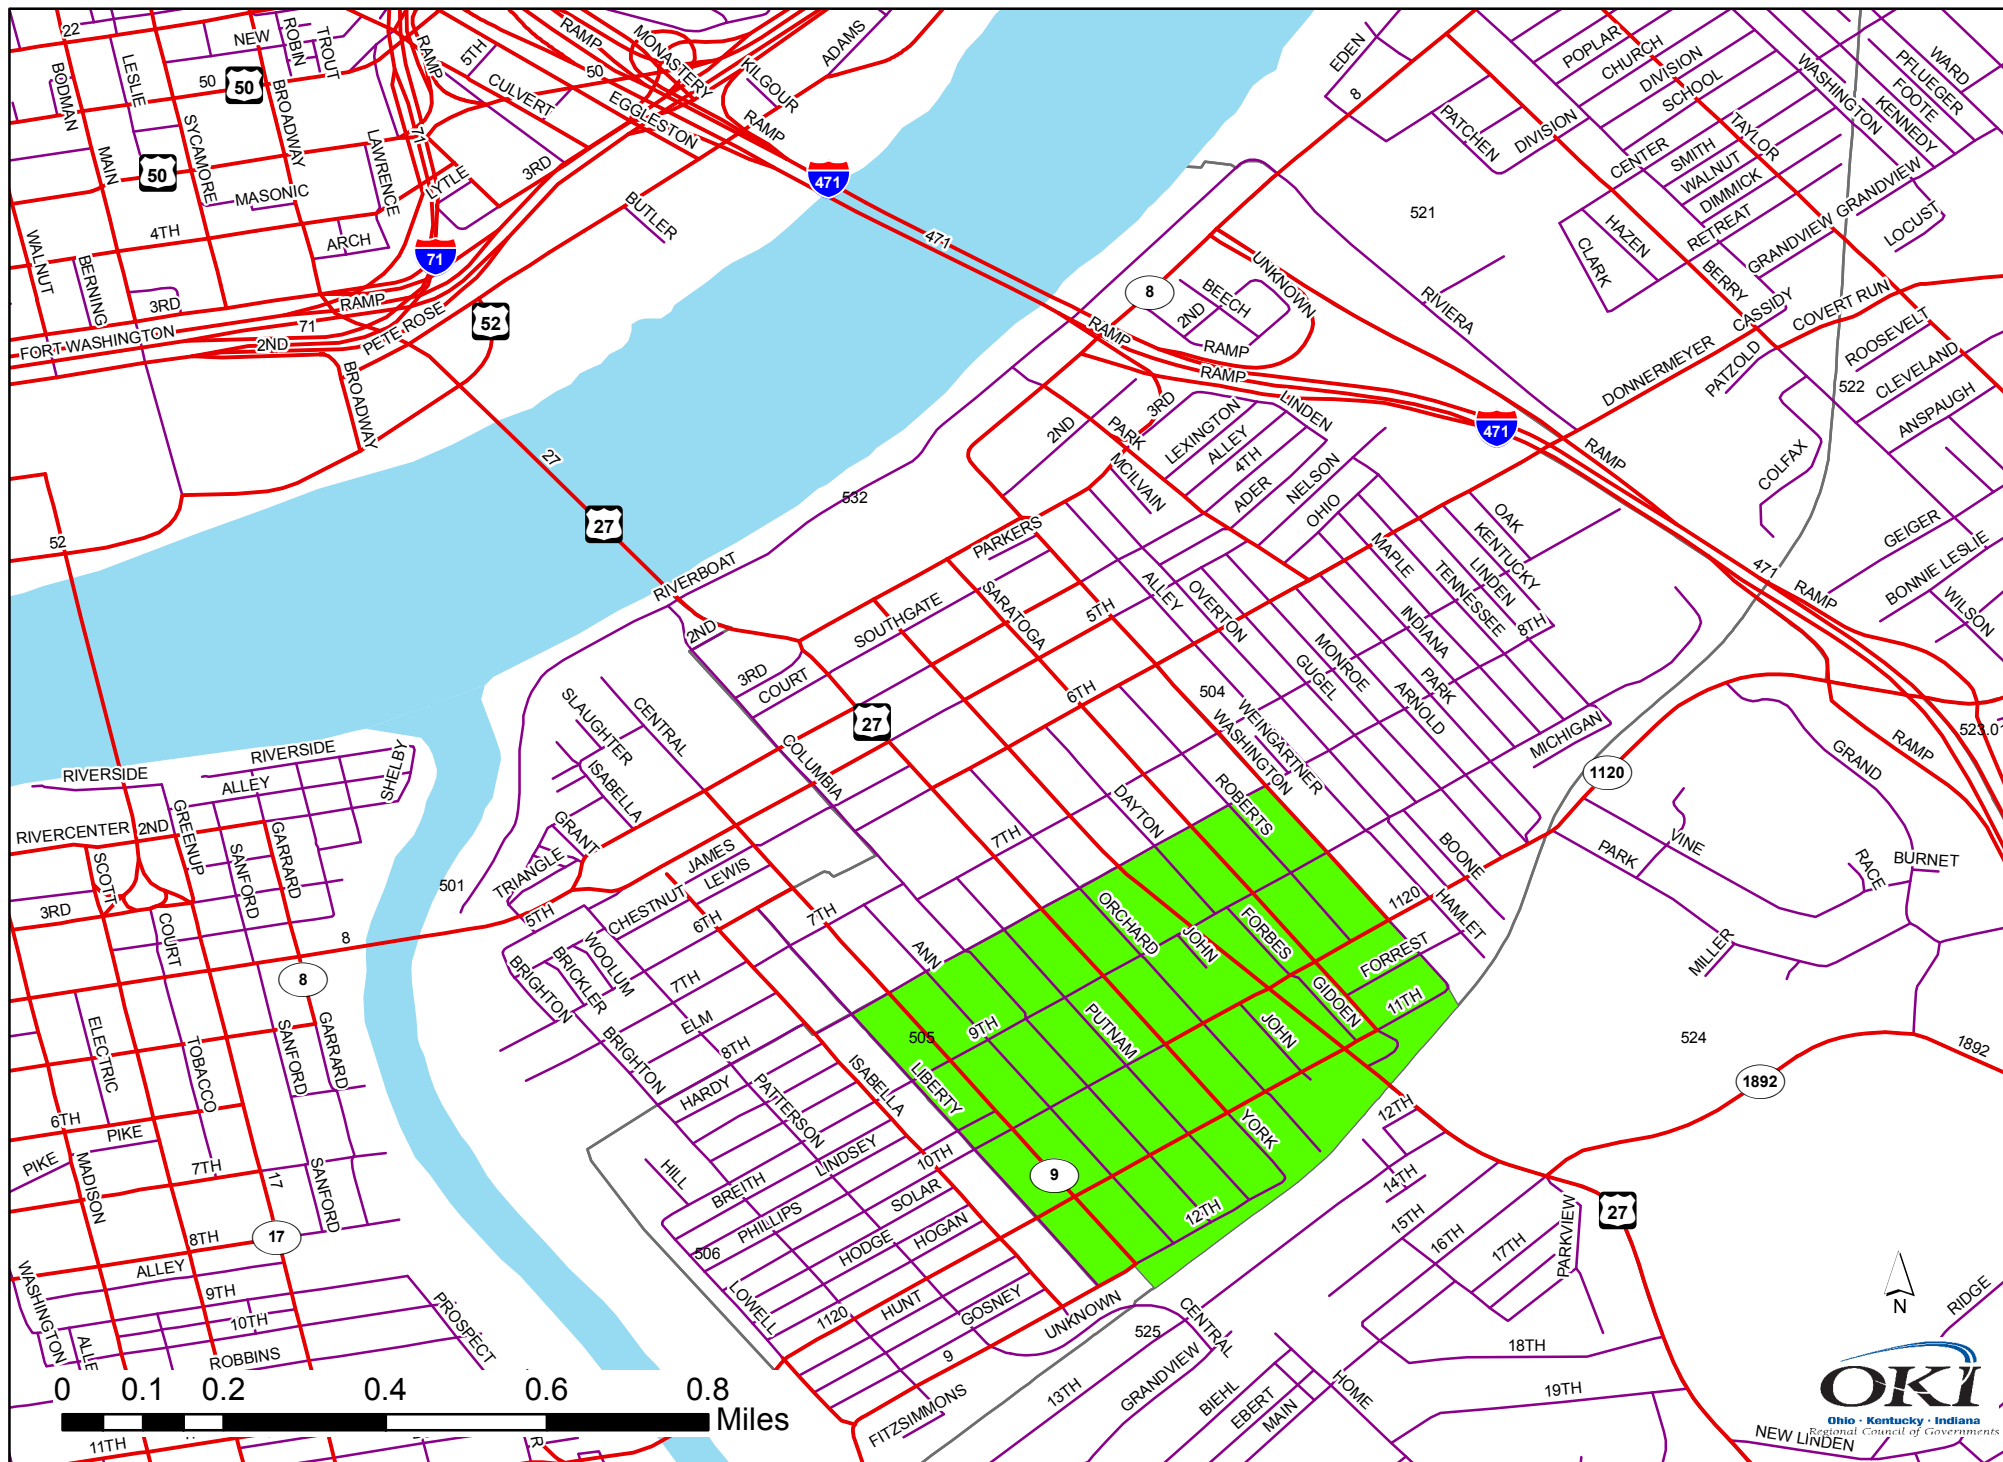 22
NEW
ROBIN
TROUT
RAMP
5TH
RAMP
MONASTERY
KILGOUR
ADAMS
EDEN
POPLAR
CHURCH
DIVISION
SCHOOL
WASHINGTON
WARD
PFLUEGER
FOOTE
KENNEDY
BODMAN
LESLIE
50
50
BROADWAY
CULVERT
50
EGGLESTON
RAMP
8
PATCHEN
DIVISION
TAYLOR
MAIN
50
SYCAMORE
MASONIC
LAWRENCE
71
LYTLE
3RD
BUTLER
471
CENTER
SMITH
WALNUT
DIMMICK
RETREAT
GRANDVIEW
GRANDVIEW
LOCUST
WALNUT
BERNING
4TH
ARCH
71
471
521
HAZEN
CLARK
BERRY
UNKNOWN
8
BEECH
2ND
RAMP
RAMP
RAMP
RIVIERA
CASSIDY
COVERT RUN
DONNERMEYER
PATZOLD
ROOSEVELT
CLEVELAND
522
ANSPAUGH
3RD
RAMP
71
FORT WASHINGTON
2ND
PETE ROSE
52
BROADWAY
27
27
52
532
2ND
PARK
3RD
LEXINGTON
ALLEY
4TH
LINDEN
MCILVAIN
ADER
NELSON
OHIO
471
RAMP
COLFAX
GEIGER
BONNIE LESLIE
WILSON
471
RAMP
PARKERS
OAK
KENTUCKY
LINDEN
MAPLE
TENNESSEE
8TH
INDIANA
RIVERBOAT
2ND
SOUTHGATE
SARATOGA
5TH
ALLEY
OVERTON
MONROE
GUGEL
PARK
ARNOLD
3RD
COURT
27
6TH
504
WEINGARTNER
WASHINGTON
MICHIGAN
1120
GRAND
RAMP
523.01
SLAUGHTER
CENTRAL
COLUMBIA
ISABELLA
GRANT
TRIANGLE
RIVERSIDE
RIVERSIDE
ALLEY
SHELBY
RIVERCENTER
2ND
GREENUP
SANFORD
GARRARD
SCOTT
3RD
COURT
501
8
5TH
JAMES
LEWIS
CHESTNUT
6TH
7TH
7TH
DAYTON
ROBERTS
BOONE
1120
HAMLET
PARK
VINE
RACE
BURNET
MILLER
8
BRIGHTON
BRICKLER
WOOLUM
7TH
ELM
8TH
ANN
ORCHARD
JOHN
FORBES
FORREST
GIDOEN
11TH
524
1892
1892
ELECTRIC
TOBACCO
SANFORD
GARRARD
BRIGHTON
HARDY
PATTERSON
ISABELLA
505
9TH
LIBERTY
PUTNAM
JOHN
YORK
12TH
6TH
PIKE
PIKE
7TH
MADISON
17
SANFORD
HILL
BREITH
LINDSEY
10TH
9
12TH
14TH
15TH
16TH
17TH
PARKVIEW
27
8TH
17
ALLEY
9TH
10TH
WASHINGTON
ALLE
ROBBINS
PROSPECT
PHILLIPS
506
SOLAR
HODGE
HOGAN
LOWELL
1120
HUNT
GOSNEY
9
UNKNOWN
CENTRAL
525
GRANDVIEW
13TH
FITZSIMMONS
BIEHL
EBERT
MAIN
HOME
18TH
19TH
NEW LINDEN
RIDGE
N
0 0.1 0.2 0.4 0.6 0.8
Miles
11TH
OKI
Ohio · Kentucky · Indiana
Regional Council of Governments